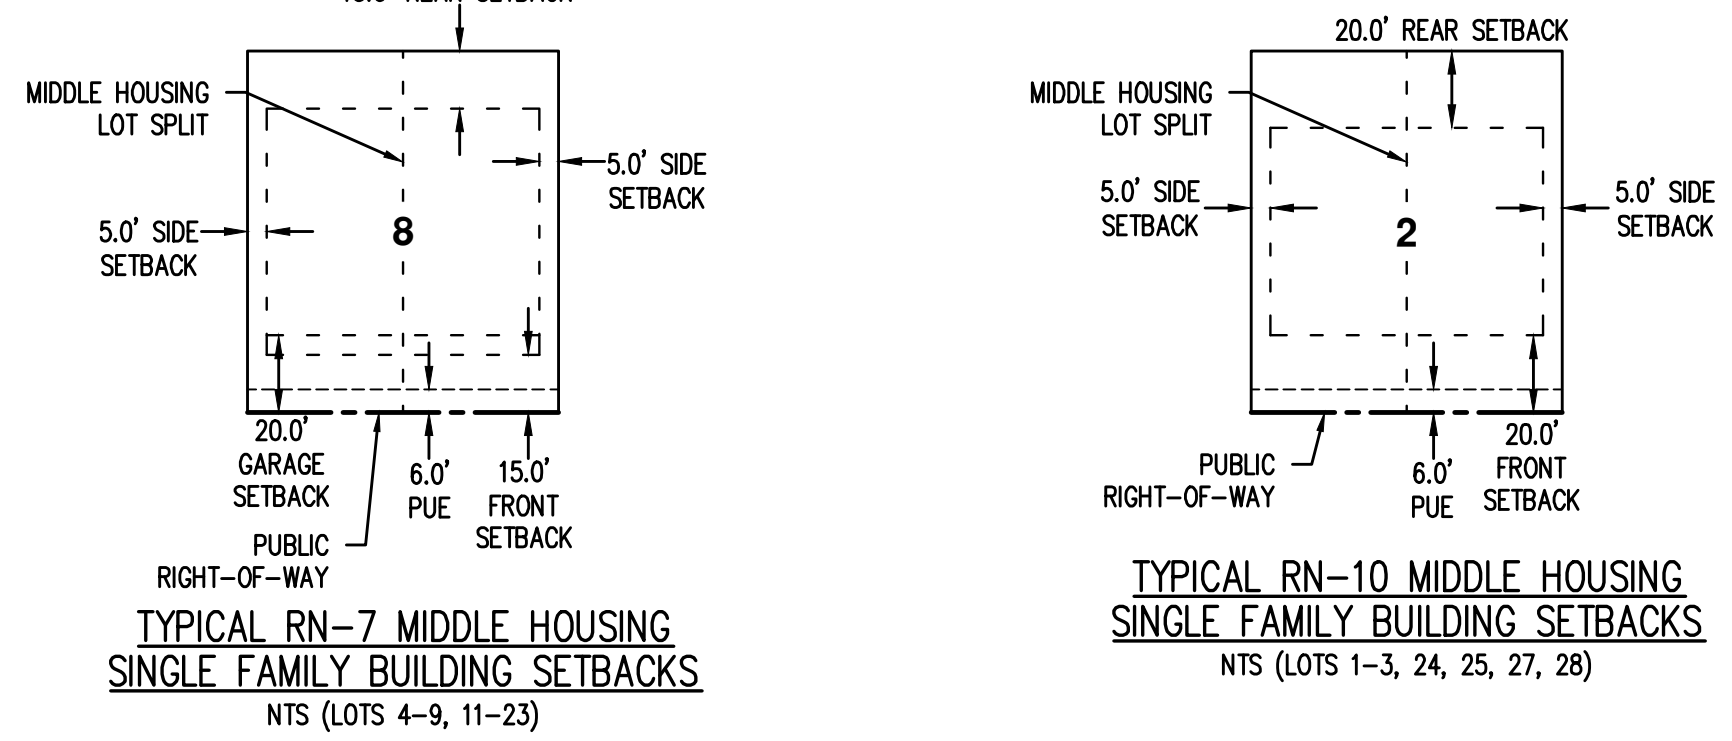 REAR SETBACK
MIDDLE HOUSING
LOT SPLIT
5.0' SIDE
SETBACK
5.0' SIDE
SETBACK
8
20.0'
GARAGE
SETBACK
6.0'
PUE
15.0'
FRONT
SETBACK
PUBLIC
RIGHT-OF-WAY
TYPICAL RN-7 MIDDLE HOUSING
SINGLE FAMILY BUILDING SETBACKS
NTS (LOTS 4-9, 11-23)
20.0' REAR SETBACK
MIDDLE HOUSING
LOT SPLIT
5.0' SIDE
SETBACK
5.0' SIDE
SETBACK
2
PUBLIC
RIGHT-OF-WAY
6.0'
PUE
20.0'
FRONT
SETBACK
TYPICAL RN-10 MIDDLE HOUSING
SINGLE FAMILY BUILDING SETBACKS
NTS (LOTS 1-3, 24, 25, 27, 28)